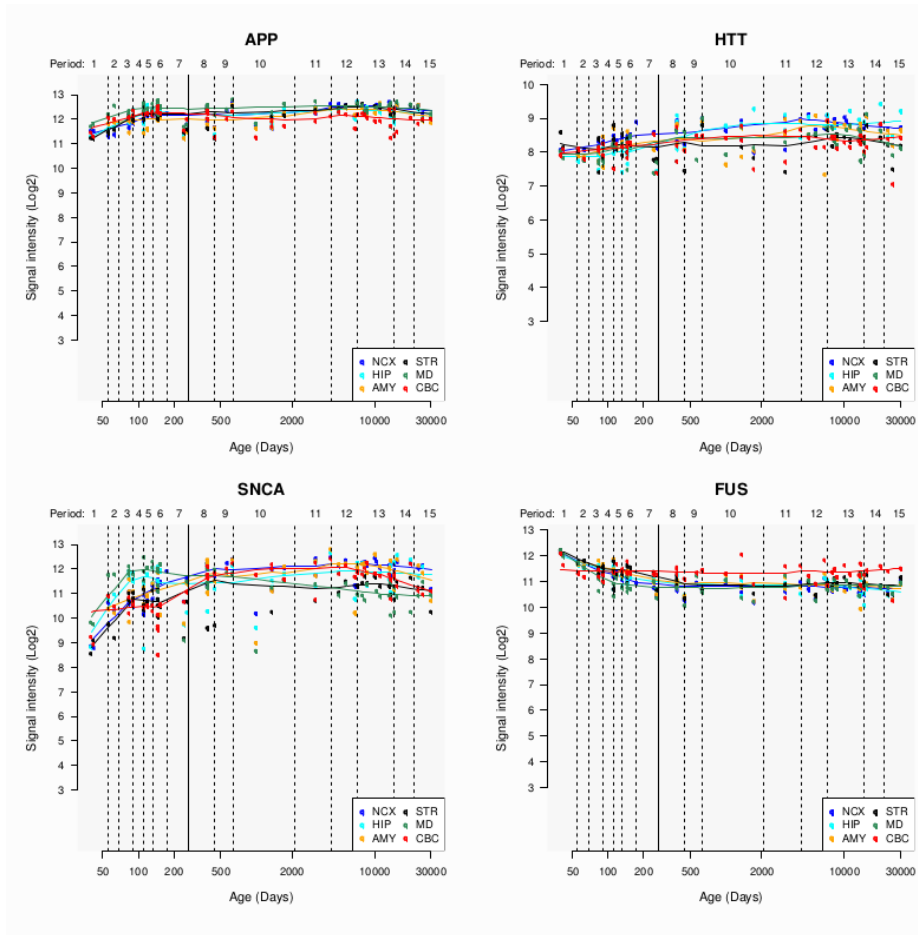 APP
Period: 1 2 3 4 5 6 7 8 9 10 11 12 13 14 15
Signal intensity (Log2)
13
12
11
10
9
8
7
6
5
4
3
NCX STR
HIP MD
AMY CBC
50 100 200 500 2000 10000 30000
Age (Days)
HTT
Period: 1 2 3 4 5 6 7 8 9 10 11 12 13 14 15
Signal intensity (Log2)
10
9
8
7
6
5
4
3
NCX STR
HIP MD
AMY CBC
50 100 200 500 2000 10000 30000
Age (Days)
SNCA
Period: 1 2 3 4 5 6 7 8 9 10 11 12 13 14 15
Signal intensity (Log2)
13
12
11
10
9
8
7
6
5
4
3
NCX STR
HIP MD
AMY CBC
50 100 200 500 2000 10000 30000
Age (Days)
FUS
Period: 1 2 3 4 5 6 7 8 9 10 11 12 13 14 15
Signal intensity (Log2)
13
12
11
10
9
8
7
6
5
4
3
NCX STR
HIP MD
AMY CBC
50 100 200 500 2000 10000 30000
Age (Days)